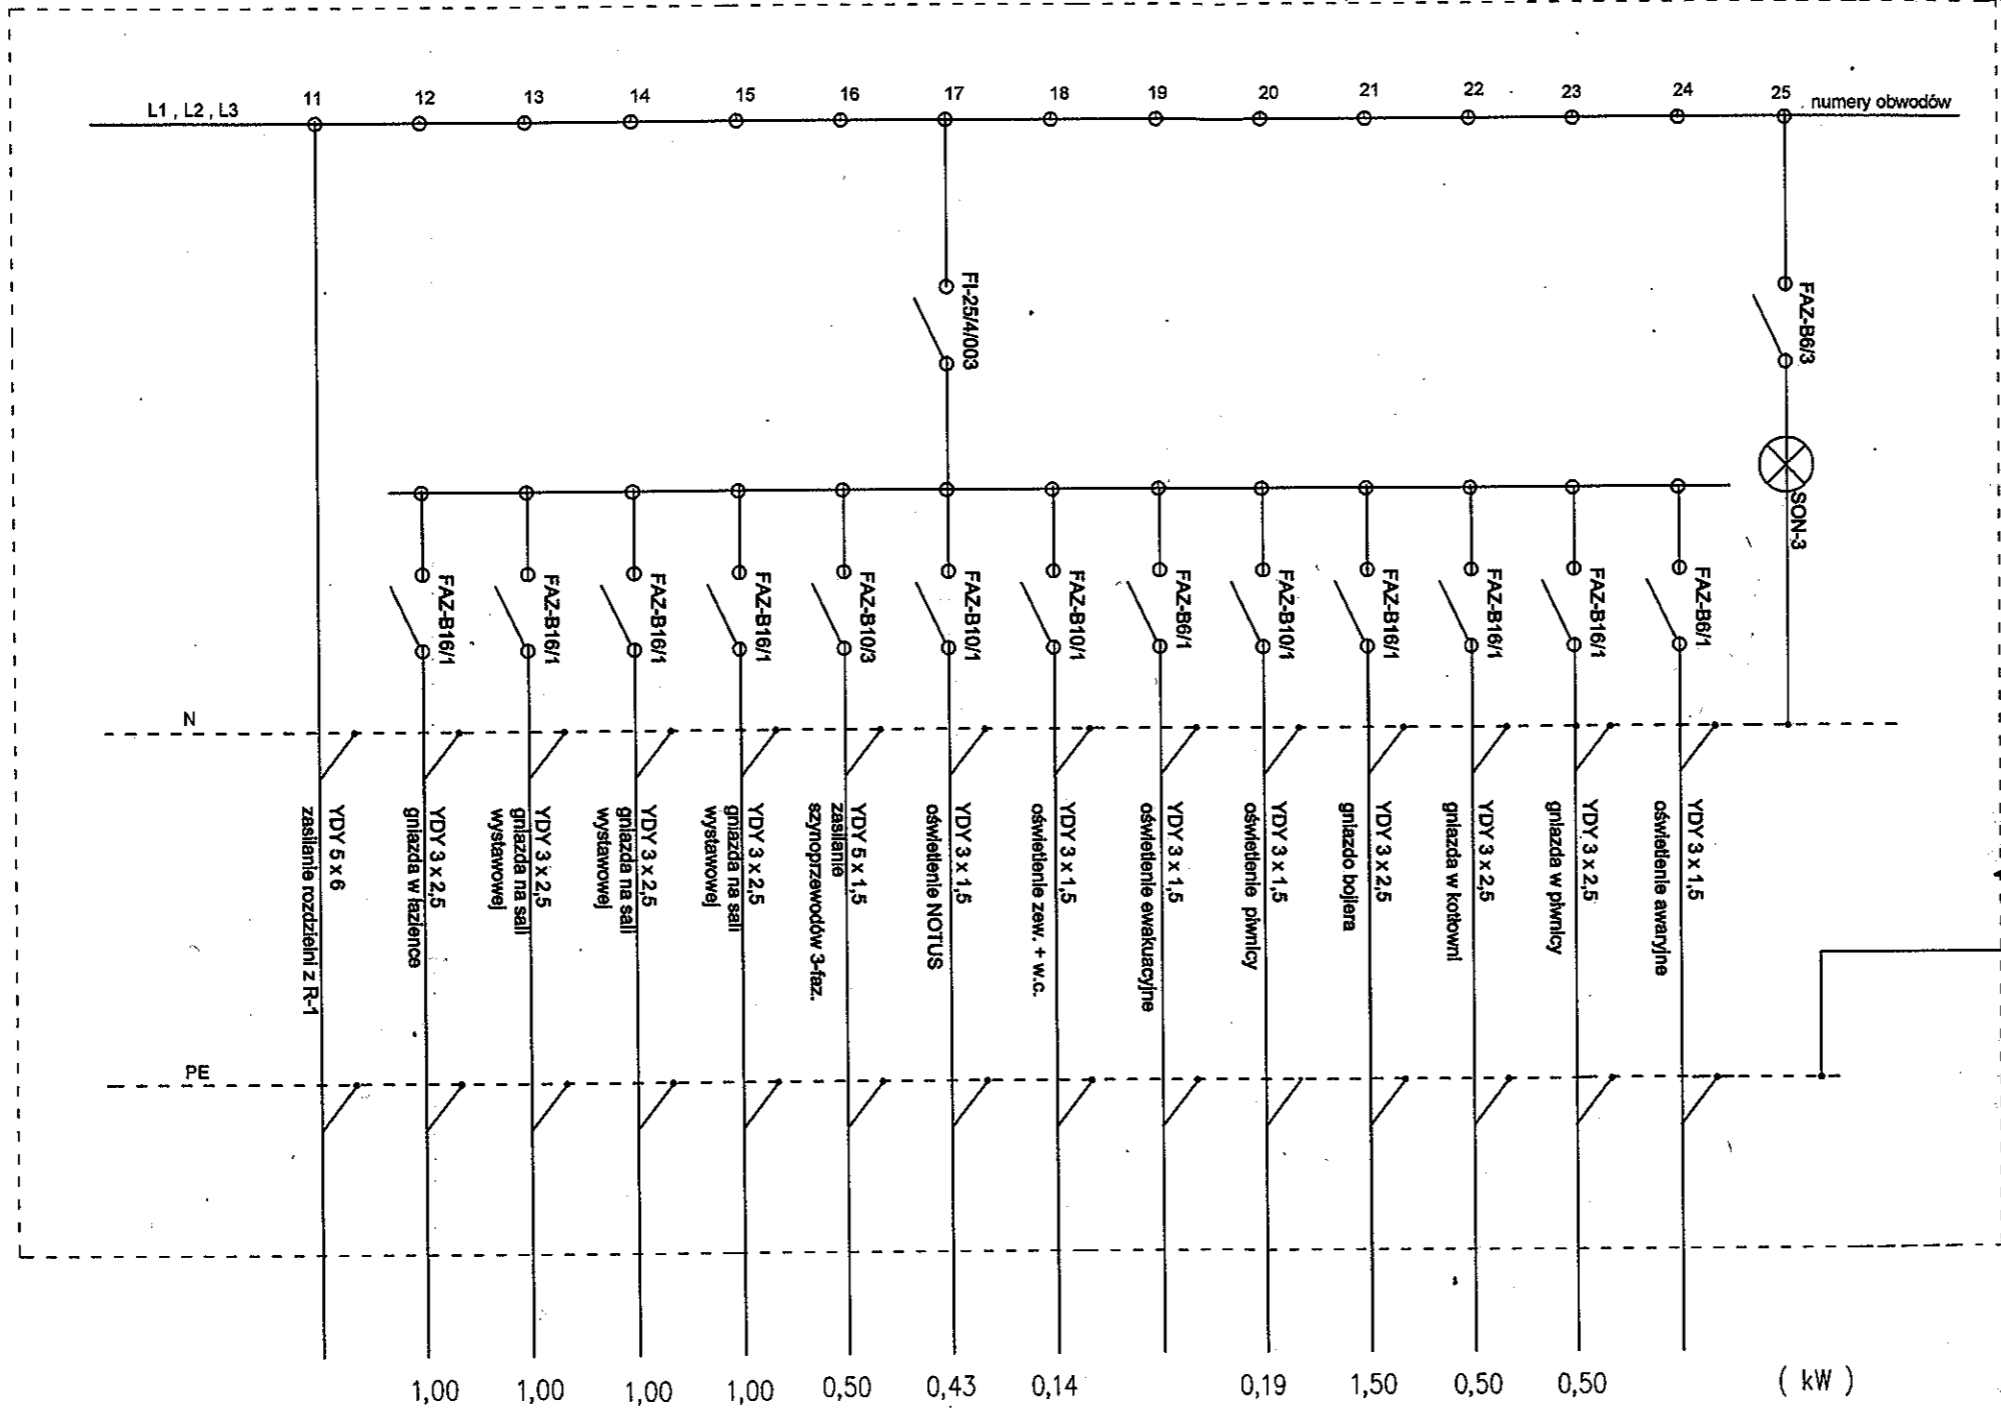 L1 , L2 , L3
11
12
13
14
15
16
17
18
19
20
21
22
23
24
25
numery obwodów
FI-25/4/003
FAZ-B6/3
SON-3
FAZ-B16/1
FAZ-B16/1
FAZ-B16/1
FAZ-B16/1
FAZ-B10/3
FAZ-B10/1
FAZ-B10/1
FAZ-B6/1
FAZ-B10/1
FAZ-B16/1
FAZ-B16/1
FAZ-B16/1
FAZ-B6/1
N
YDY 5 x 6
zasilanie rozdzielni z R-1
YDY 3 x 2,5
gniazda w łazience
YDY 3 x 2,5
gniazda na sali
wystawowej
YDY 3 x 2,5
gniazda na sali
wystawowej
YDY 3 x 2,5
gniazda na sali
wystawowej
YDY 5 x 1,5
zasilanie
szynoprzewodów 3-faz.
YDY 3 x 1,5
oświetlenie NOTUS
YDY 3 x 1,5
oświetlenie zew. + w.c.
YDY 3 x 1,5
oświetlenie ewakuacyjne
YDY 3 x 1,5
oświetlenie piwnicy
YDY 3 x 2,5
gniazdo bojlera
YDY 3 x 2,5
gniazda w kotłowni
YDY 3 x 2,5
gniazda w piwnicy
YDY 3 x 1,5
oświetlenie awaryjne
PE
1,00
1,00
1,00
1,00
0,50
0,43
0,14
0,19
1,50
0,50
0,50
( kW )